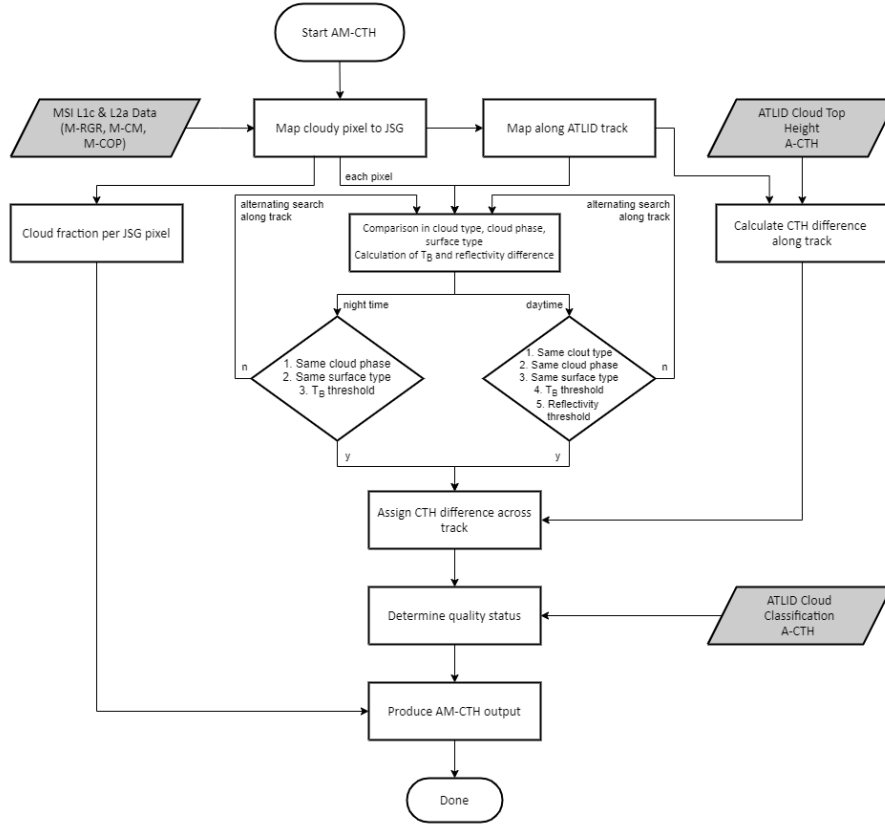 Start AM-CTH
MSI L1c & L2a Data
(M-RGR, M-CM,
M-COP)
Map cloudy pixel to JSG
Map along ATLID track
ATLID Cloud Top
Height
A-CTH
each pixel
alternating search
along track
alternating search
along track
Cloud fraction per JSG pixel
Comparison in cloud type, cloud phase,
surface type
Calculation of TB and reflectivity difference
Calculate CTH difference
along track
night time
daytime
n
1. Same cloud phase
2. Same surface type
3. TB threshold
1. Same clout type
2. Same cloud phase
3. Same surface type
4. TB threshold
5. Reflectivity
threshold
n
y
y
Assign CTH difference across
track
Determine quality status
ATLID Cloud
Classification
A-CTH
Produce AM-CTH output
Done